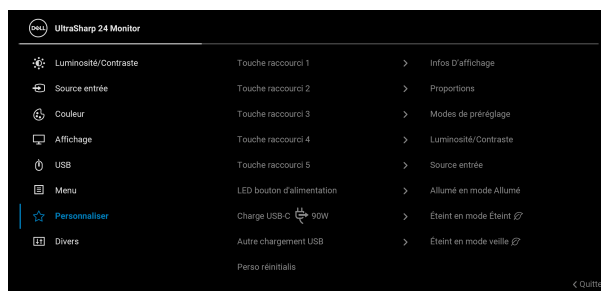 DELL UltraSharp 24 Monitor
Luminosité/Contraste Touche raccourci 1 > Infos D'affichage
Source entrée Touche raccourci 2 > Proportions
Couleur Touche raccourci 3 > Modes de préréglage
Affichage Touche raccourci 4 > Luminosité/Contraste
USB Touche raccourci 5 > Source entrée
Menu LED bouton d'alimentation > Allumé en mode Allumé
Personnaliser Charge USB-C 90W > Éteint en mode Éteint
Divers Autre chargement USB > Éteint en mode veille
Perso réinitialis
< Quitte